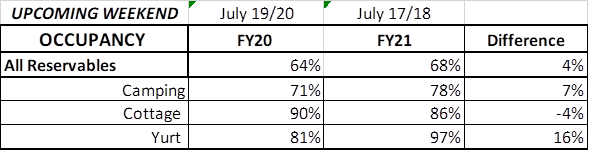 UPCOMING WEEKEND July 19/20 July 17/18
OCCUPANCY FY20 FY21 Difference
All Reservables 64% 68% 4%
Camping 71% 78% 7%
Cottage 90% 86% -4%
Yurt 81% 97% 16%